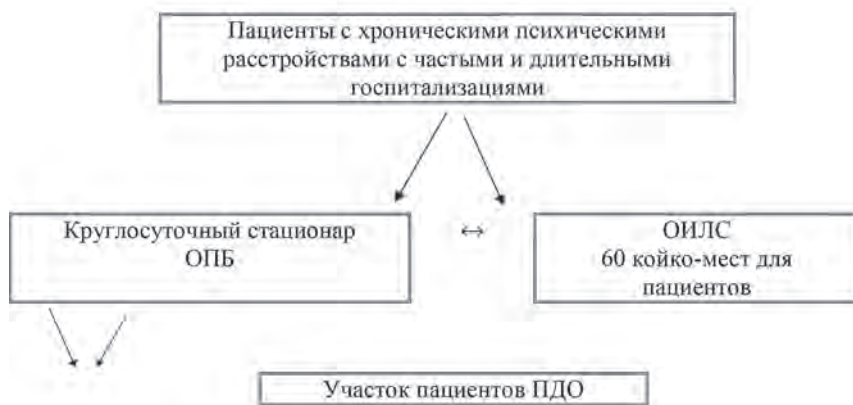 Пациенты с хроническими психическими
расстройствами с частыми и длительными
госпитализациями
Круглосуточный стационар
ОПБ
↔
ОИЛС
60 койко-мест для
пациентов
Участок пациентов ПДО